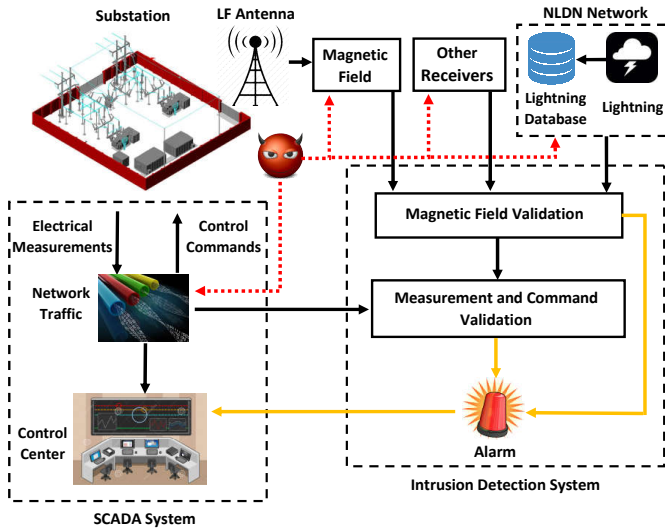 Substation
LF Antenna
NLDN Network
Magnetic
Field
Other
Receivers
Lightning
Database
Lightning
Electrical
Measurements
Control
Commands
Magnetic Field Validation
Network
Traffic
Measurement and Command
Validation
Control
Center
Alarm
Intrusion Detection System
SCADA System